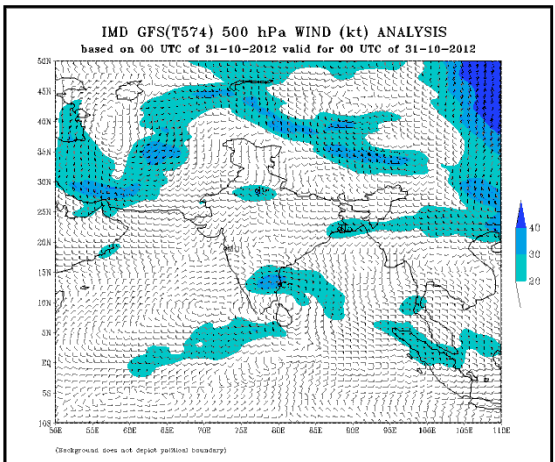 IMD GFS(T574) 500 hPa WIND (kt) ANALYSIS
based on 00 UTC of 31-10-2012 valid for 00 UTC of 31-10-2012
50N
45N
40N
35N
30N
25N
20N
15N
10N
5N
EQ
5S
10S
40
30
20
50E 55E 60E 65E 70E 75E 80E 85E 90E 95E 100E 105E 110E
(Background does not depict political boundary)